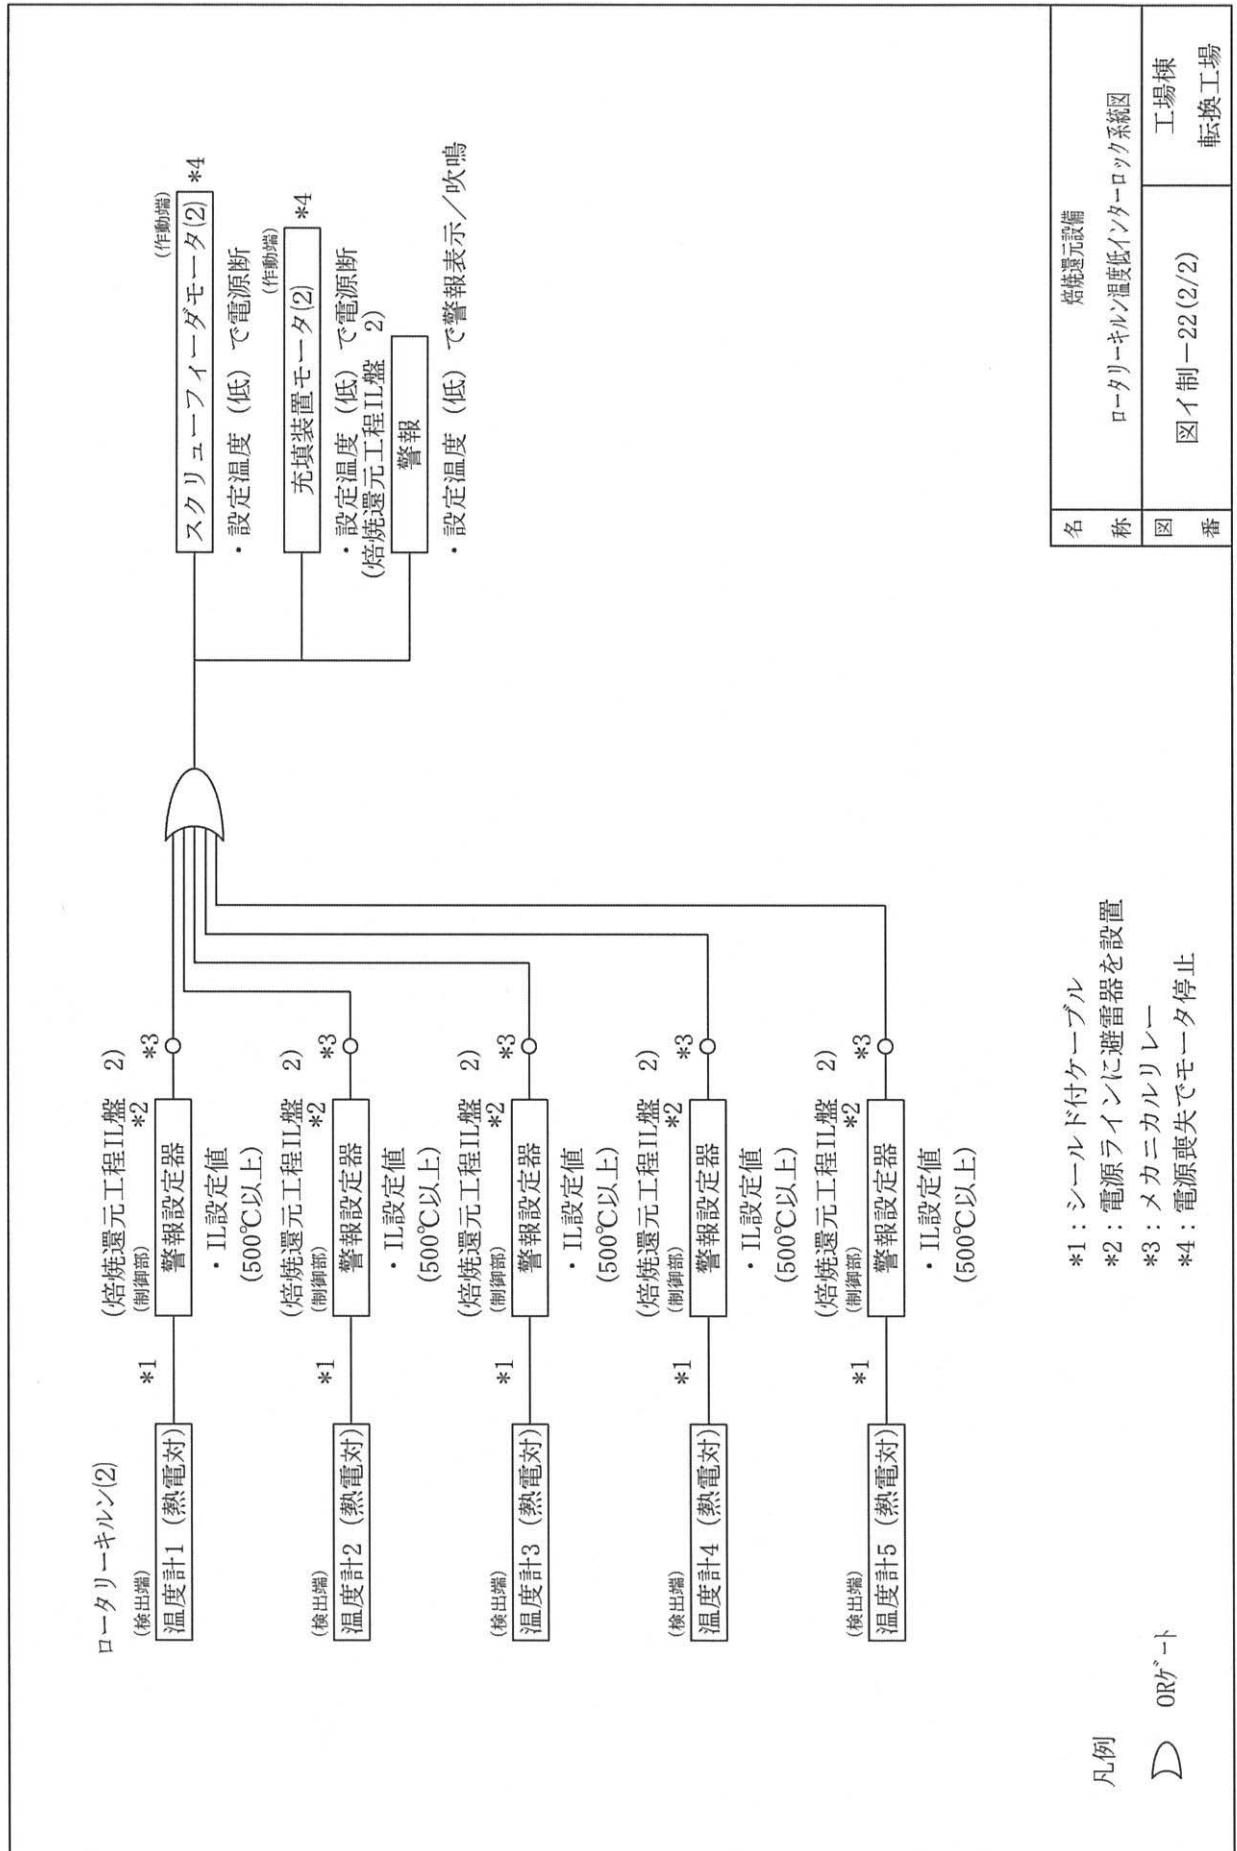 ロータリーキルン(2)
(検出端)
温度計1 (熱電対)
*1
(焙焼還元工程IL盤 2)
(制御部)
*2
警報設定器
*3
・IL設定値
(500℃以上)
(検出端)
温度計2 (熱電対)
*1
(焙焼還元工程IL盤 2)
(制御部)
*2
警報設定器
*3
・IL設定値
(500℃以上)
(検出端)
温度計3 (熱電対)
*1
(焙焼還元工程IL盤 2)
(制御部)
*2
警報設定器
*3
・IL設定値
(500℃以上)
(検出端)
温度計4 (熱電対)
*1
(焙焼還元工程IL盤 2)
(制御部)
*2
警報設定器
*3
・IL設定値
(500℃以上)
(検出端)
温度計5 (熱電対)
*1
(焙焼還元工程IL盤 2)
(制御部)
*2
警報設定器
*3
・IL設定値
(500℃以上)
(作動端)
スクリューフィーダモータ(2)
*4
・設定温度 (低) で電源断
(作動端)
充填装置モータ(2)
*4
・設定温度 (低) で電源断
(焙焼還元工程IL盤 2)
警報
・設定温度 (低) で警報表示／吹鳴
凡例
ORゲート
*1：シールド付ケーブル
*2：電源ラインに避雷器を設置
*3：メカニカルリレー
*4：電源喪失でモータ停止
名称
焙焼還元設備
ロータリーキルン温度低インターロック系統図
図番
図イ制－22(2/2)
工場棟
転換工場